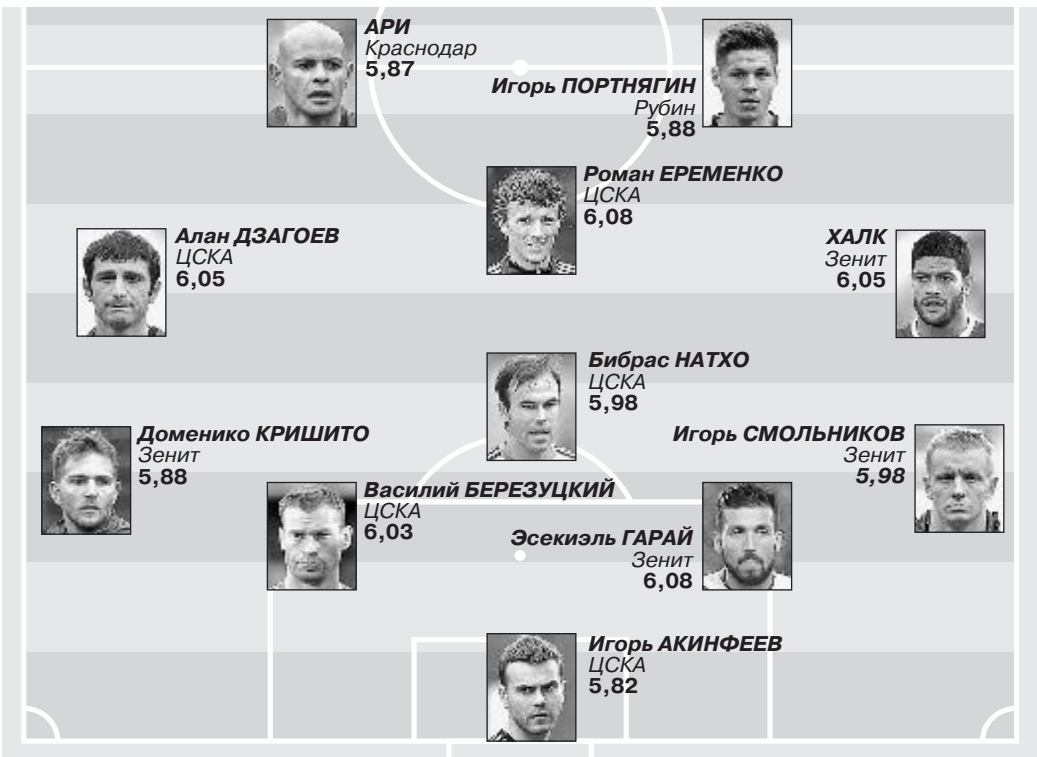 АРИ
Краснодар
5,87
Игорь ПОРТНЯГИН
Рубин
5,88
Роман ЕРЕМЕНКО
ЦСКА
6,08
Алан ДЗАГОЕВ
ЦСКА
6,05
ХАЛК
Зенит
6,05
Бибрас НАТХО
ЦСКА
5,98
Доменико КРИШИТО
Зенит
5,88
Игорь СМОЛЬНИКОВ
Зенит
5,98
Василий БЕРЕЗУЦКИЙ
ЦСКА
6,03
Эсекиэль ГАРАЙ
Зенит
6,08
Игорь АКИНФЕЕВ
ЦСКА
5,82